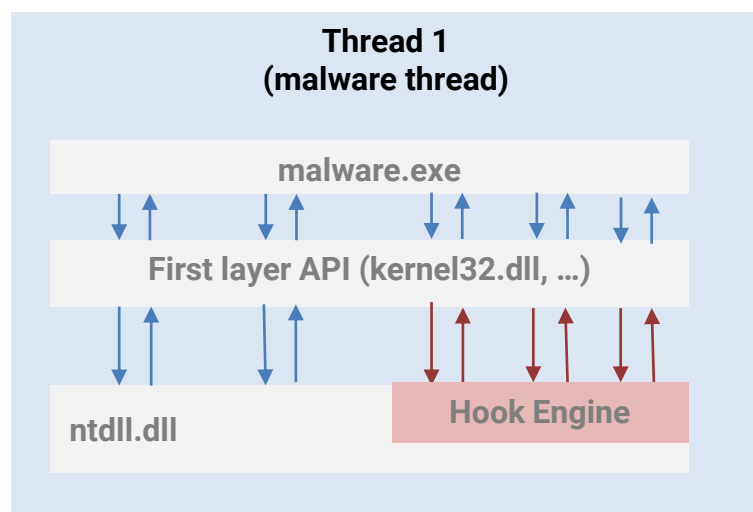 Thread 1
(malware thread)
malware.exe
First layer API (kernel32.dll, …)
Hook Engine
ntdll.dll